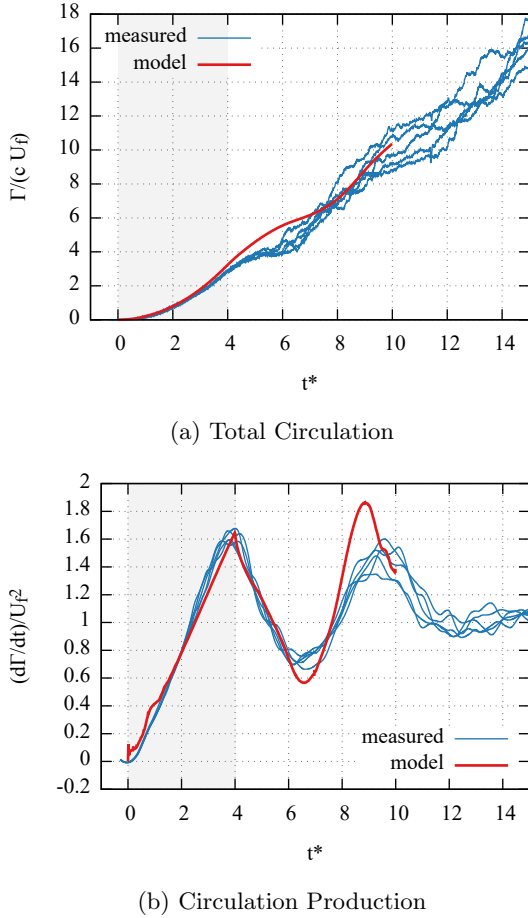 18
16
14
12
10
8
6
4
2
0
Γ/(c Uf)
measured
model
0 2 4 6 8 10 12 14
t*
(a) Total Circulation
2
1.8
1.6
1.4
1.2
1
0.8
0.6
0.4
0.2
0
-0.2
(dΓ/dt)/Uf²
measured
model
0 2 4 6 8 10 12 14
t*
(b) Circulation Production